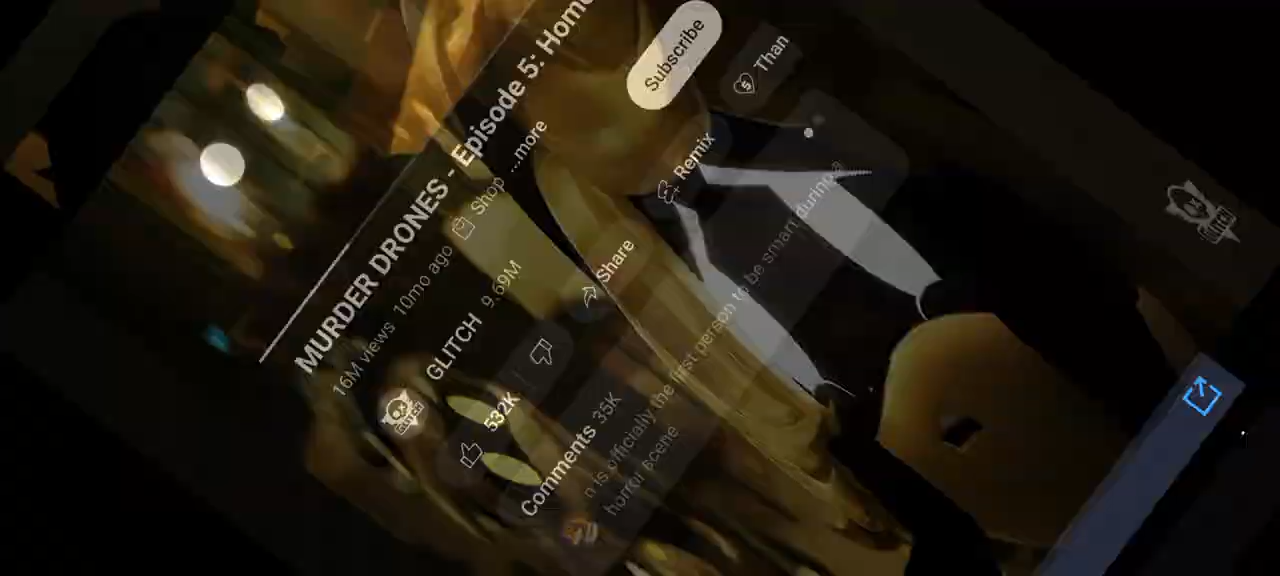 MURDER DRONES - Episode 5: Home
16M views 10mo ago Shop ...more
GLITCH 9.69M
Subscribe
532K
Share
Remix
Than
Comments 35K
n is officially the first person to be smart during a
horror scene